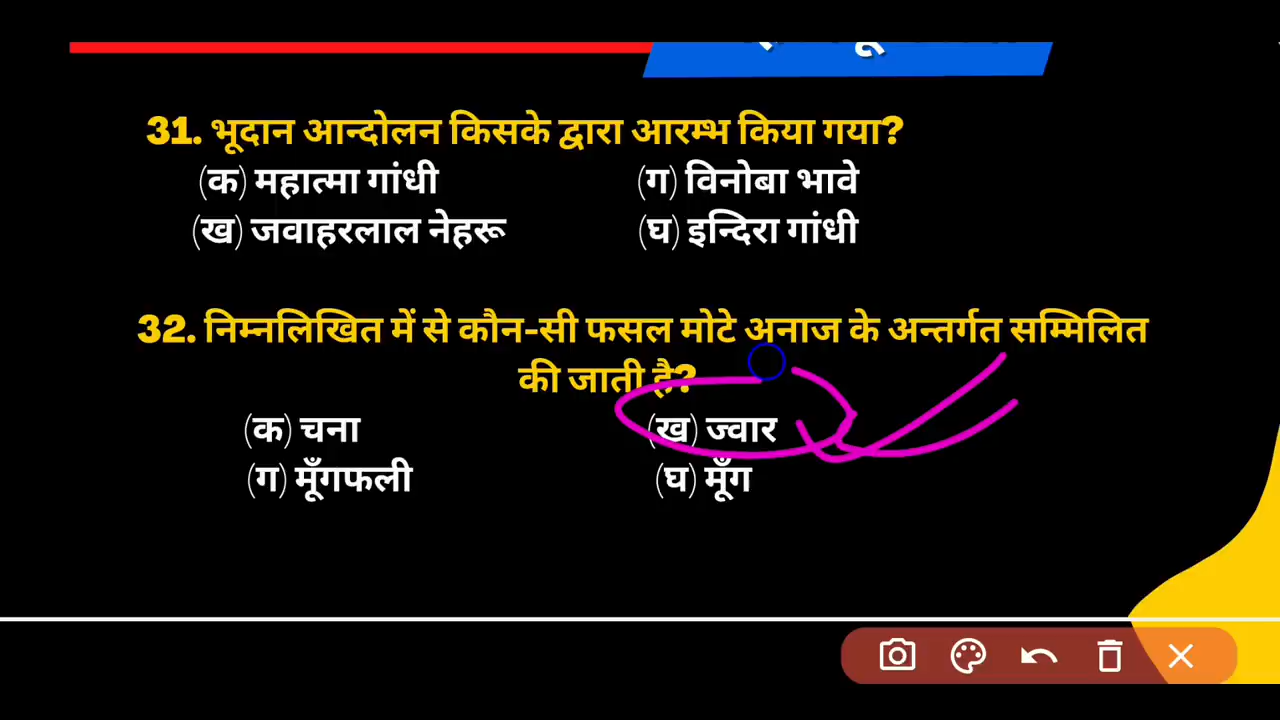 31. भूदान आन्दोलन किसके द्वारा आरम्भ किया गया?
(क) महात्मा गांधी (ग) विनोबा भावे
(ख) जवाहरलाल नेहरू (घ) इन्दिरा गांधी
32. निम्नलिखित में से कौन-सी फसल मोटे अनाज के अन्तर्गत सम्मिलित
की जाती है?
(क) चना (ख) ज्वार
(ग) मूँगफली (घ) मूँग